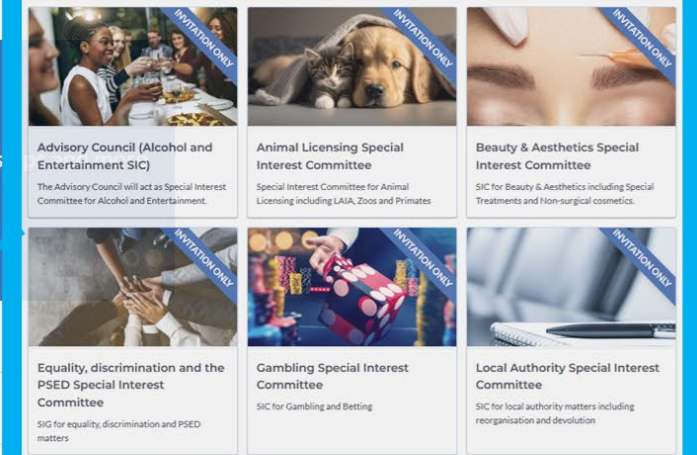 INVITATION ONLY
INVITATION ONLY
INVITATION ONLY
Advisory Council (Alcohol and
Entertainment SIC)
The Advisory Council will act as Special Interest
Committee for Alcohol and Entertainment.
Animal Licensing Special
Interest Committee
Special Interest Committee for Animal
Licensing including LAIA, Zoos and Primates
Beauty & Aesthetics Special
Interest Committee
SIC for Beauty & Aesthetics including Special
Treatments and Non-surgical cosmetics.
INVITATION ONLY
INVITATION ONLY
INVITATION ONLY
Equality, discrimination and the
PSED Special Interest
Committee
SIG for equality, discrimination and PSED
matters
Gambling Special Interest
Committee
SIC for Gambling and Betting
Local Authority Special Interest
Committee
SIC for local authority matters including
reorganisation and devolution